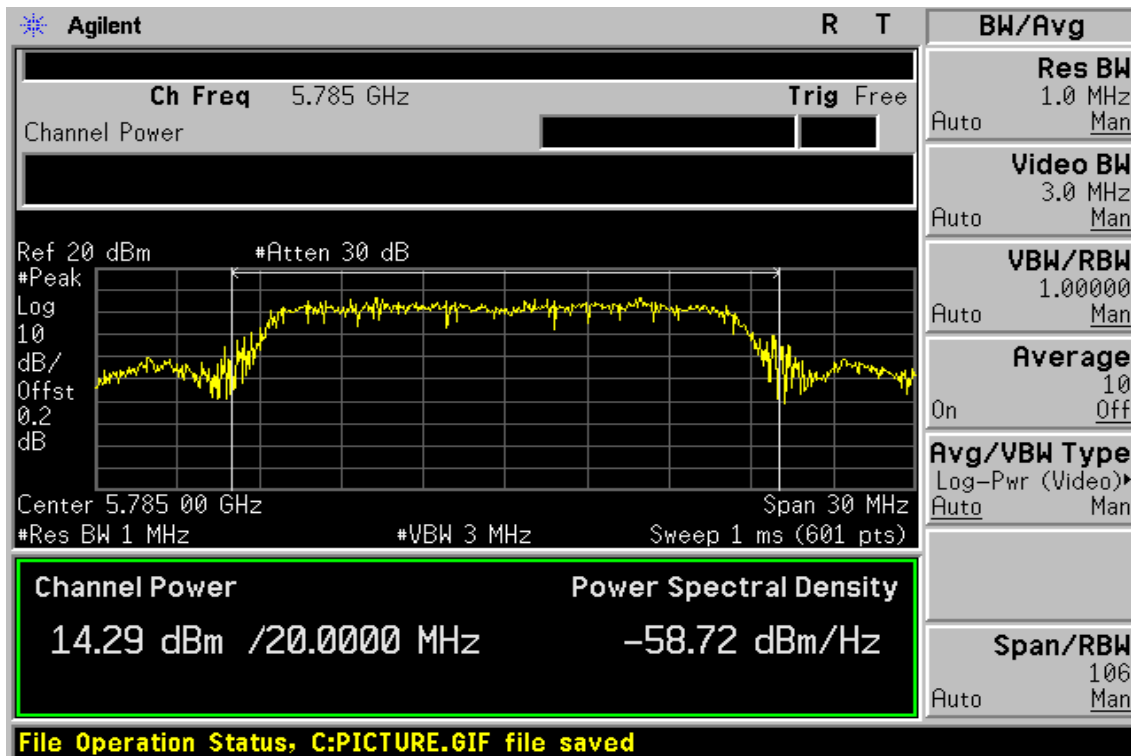 Agilent R T
Ch Freq 5.785 GHz Trig Free
Channel Power
Ref 20 dBm #Atten 30 dB
#Peak
Log
10
dB/
Offst
0.2
dB
Center 5.785 00 GHz Span 30 MHz
#Res BW 1 MHz #VBW 3 MHz Sweep 1 ms (601 pts)
Channel Power Power Spectral Density
14.29 dBm /20.0000 MHz -58.72 dBm/Hz
File Operation Status, C:PICTURE.GIF file saved
BW/Avg
Res BW
1.0 MHz
Auto Man
Video BW
3.0 MHz
Auto Man
VBW/RBW
1.00000
Auto Man
Average
10
On Off
Avg/VBW Type
Log-Pwr (Video)
Auto Man
Span/RBW
106
Auto Man